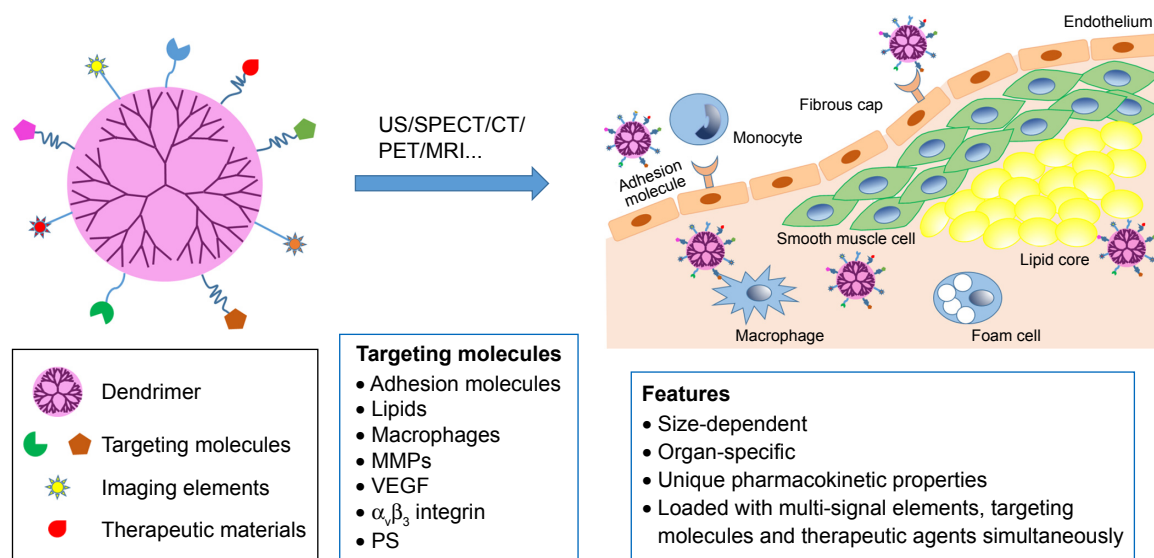 US/SPECT/CT/
PET/MRI...
Endothelium
Fibrous cap
Monocyte
Adhesion
molecule
Smooth muscle cell
Lipid core
Macrophage
Foam cell
Dendrimer
Targeting molecules
Imaging elements
Therapeutic materials
Targeting molecules
• Adhesion molecules
• Lipids
• Macrophages
• MMPs
• VEGF
• αᵥβ₃ integrin
• PS
Features
• Size-dependent
• Organ-specific
• Unique pharmacokinetic properties
• Loaded with multi-signal elements, targeting
molecules and therapeutic agents simultaneously